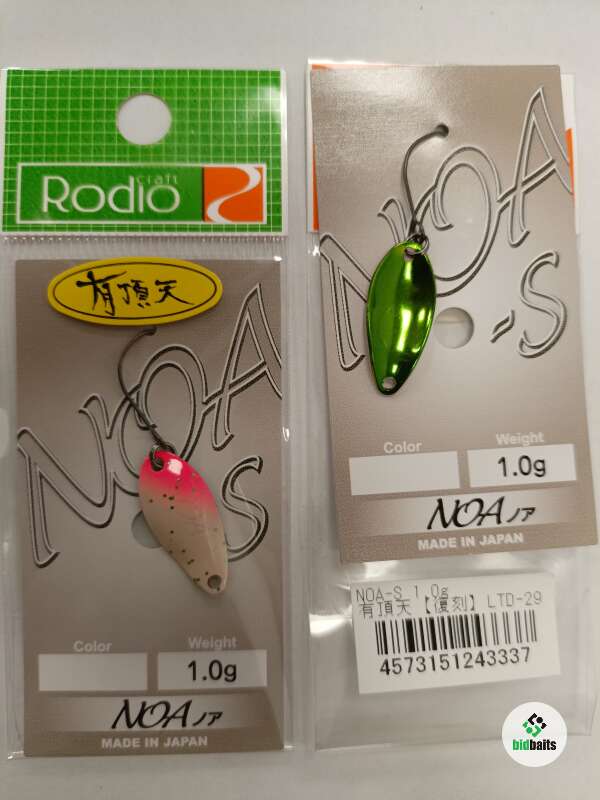 craft
Rodio
有頂天
NOA
-S
Color
Weight
1.0g
NOA ノア
MADE IN JAPAN
NOA
-S
Color
Weight
1.0g
NOA ノア
MADE IN JAPAN
NOA-S 1.0g
有頂天【復刻】LTD-29
4573151243337
bidbaits